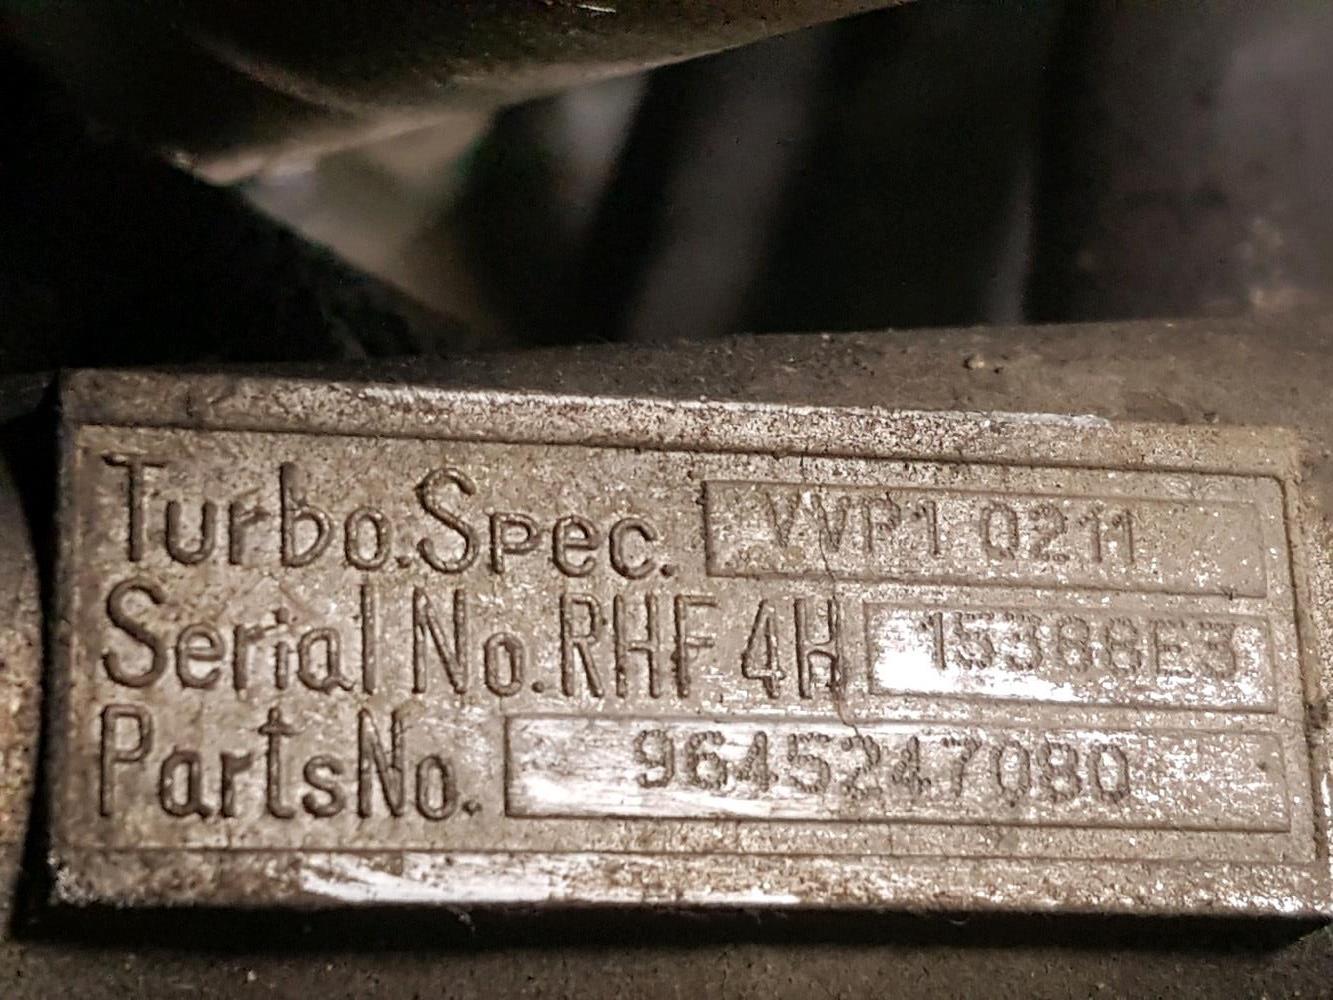 Turbo.Spec. VVP1 0211
Serial No.RHF 4H 15388E3
PartsNo. 9645247080